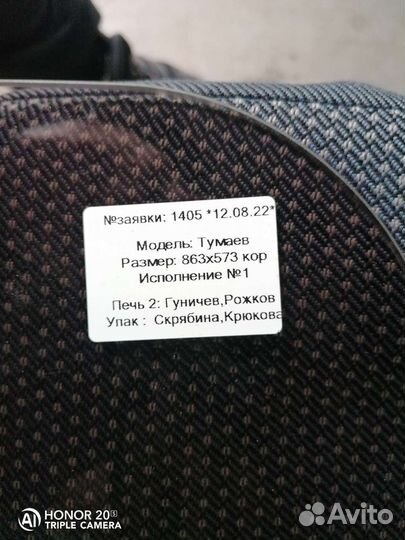 №заявки: 1405 *12.08.22*
Модель: Тумаев
Размер: 863x573 кор
Исполнение №1
Печь 2: Гуничев,Рожков
Упак : Скрябина,Крюкова
HONOR 20S
TRIPLE CAMERA
Avito